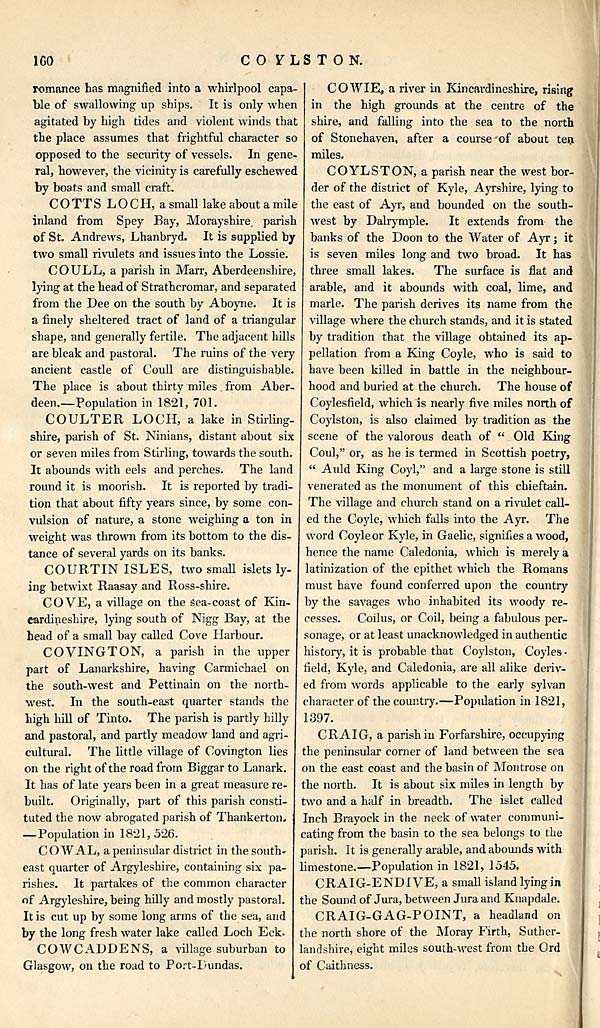 160
COYLSTON.
romance has magnified into a whirlpool capa-
ble of swallowing up ships. It is only when
agitated by high tides and violent winds that
the place assumes that frightful character so
opposed to the security of vessels. In gene-
ral, however, the vicinity is carefully eschewed
by boats and small craft.
COTTS LOCH, a small lake about a mile
inland from Spey Bay, Morayshire, parish
of St. Andrews, Lhanbryd. It is supplied by
two small rivulets and issues into the Lossie.
COULL, a parish in Marr, Aberdeenshire,
lying at the head of Strathcromar, and separated
from the Dee on the south by Aboyne. It is
a finely sheltered tract of land of a triangular
shape, and generally fertile. The adjacent hills
are bleak and pastoral. The ruins of the very
ancient castle of Coull are distinguishable.
The place is about thirty miles from Aber-
deen.—Population in 1821, 701.
COULTER LOCH, a lake in Stirling-
shire, parish of St. Ninians, distant about six
or seven miles from Stirling, towards the south.
It abounds with eels and perches. The land
round it is moorish. It is reported by tradi-
tion that about fifty years since, by some con-
vulsion of nature, a stone weighing a ton in
weight was thrown from its bottom to the dis-
tance of several yards on its banks.
COURTIN ISLES, two small islets ly-
ing betwixt Raasay and Ross-shire.
COVE, a village on the sea-coast of Kin-
cardineshire, lying south of Nigg Bay, at the
head of a small bay called Cove Harbour.
COVINGTON, a parish in the upper
part of Lanarkshire, having Carmichael on
the south-west and Pettinain on the north-
west. In the south-east quarter stands the
high hill of Tinto. The parish is partly hilly
and pastoral, and partly meadow land and agri-
cultural. The little village of Covington lies
on the right of the road from Biggar to Lanark.
It has of late years been in a great measure re-
built. Originally, part of this parish consti-
tuted the now abrogated parish of Thankerton.
—Population in 1821, 526.
COWAL, a peninsular district in the south-
east quarter of Argyleshire, containing six pa-
rishes. It partakes of the common character
of Argyleshire, being hilly and mostly pastoral.
It is cut up by some long arms of the sea, and
by the long fresh water lake called Loch Eck.
COWCADDENS, a village suburban to
Glasgow, on the road to Port-Dundas.
COWIE, a river in Kincardineshire, rising
in the high grounds at the centre of the
shire, and falling into the sea to the north
of Stonehaven, after a course of about ten
miles.
COYLSTON, a parish near the west bor-
der of the district of Kyle, Ayrshire, lying to
the east of Ayr, and bounded on the south-
west by Dalrymple. It extends from the
banks of the Doon to the Water of Ayr; it
is seven miles long and two broad. It has
three small lakes. The surface is flat and
arable, and it abounds with coal, lime, and
marle. The parish derives its name from the
village where the church stands, and it is stated
by tradition that the village obtained its ap-
pellation from a King Coyle, who is said to
have been killed in battle in the neighbour-
hood and buried at the church. The house of
Coylesfield, which is nearly five miles north of
Coylston, is also claimed by tradition as the
scene of the valorous death of " Old King
Coul," or, as he is termed in Scottish poetry,
" Auld King Coyl," and a large stone is still
venerated as the monument of this chieftain.
The village and church stand on a rivulet call-
ed the Coyle, which falls into the Ayr. The
word Coyle or Kyle, in Gaelic, signifies a wood,
hence the name Caledonia, which is merely a
latinization of the epithet which the Romans
must have found conferred upon the country
by the savages who inhabited its woody re-
cesses. Coilus, or Coil, being a fabulous per-
sonage, or at least unacknowledged in authentic
history, it is probable that Coylston, Coyles-
field, Kyle, and Caledonia, are all alike deriv-
ed from words applicable to the early sylvan
character of the country.—Population in 1821,
1397.
CRAIG, a parish in Forfarshire, occupying
the peninsular corner of land between the sea
on the east coast and the basin of Montrose on
the north. It is about six miles in length by
two and a half in breadth. The islet called
Inch Brayock in the neck of water communi-
cating from the basin to the sea belongs to the
parish. It is generally arable, and abounds with
limestone.—Population in 1821, 1545.
CRAIG-ENDIVE, a small island lying in
the Sound of Jura, between Jura and Knapdale.
CRAIG-GAG-POINT, a headland on
the north shore of the Moray Firth, Suther-
landshire, eight miles south-west from the Ord
of Caithness.